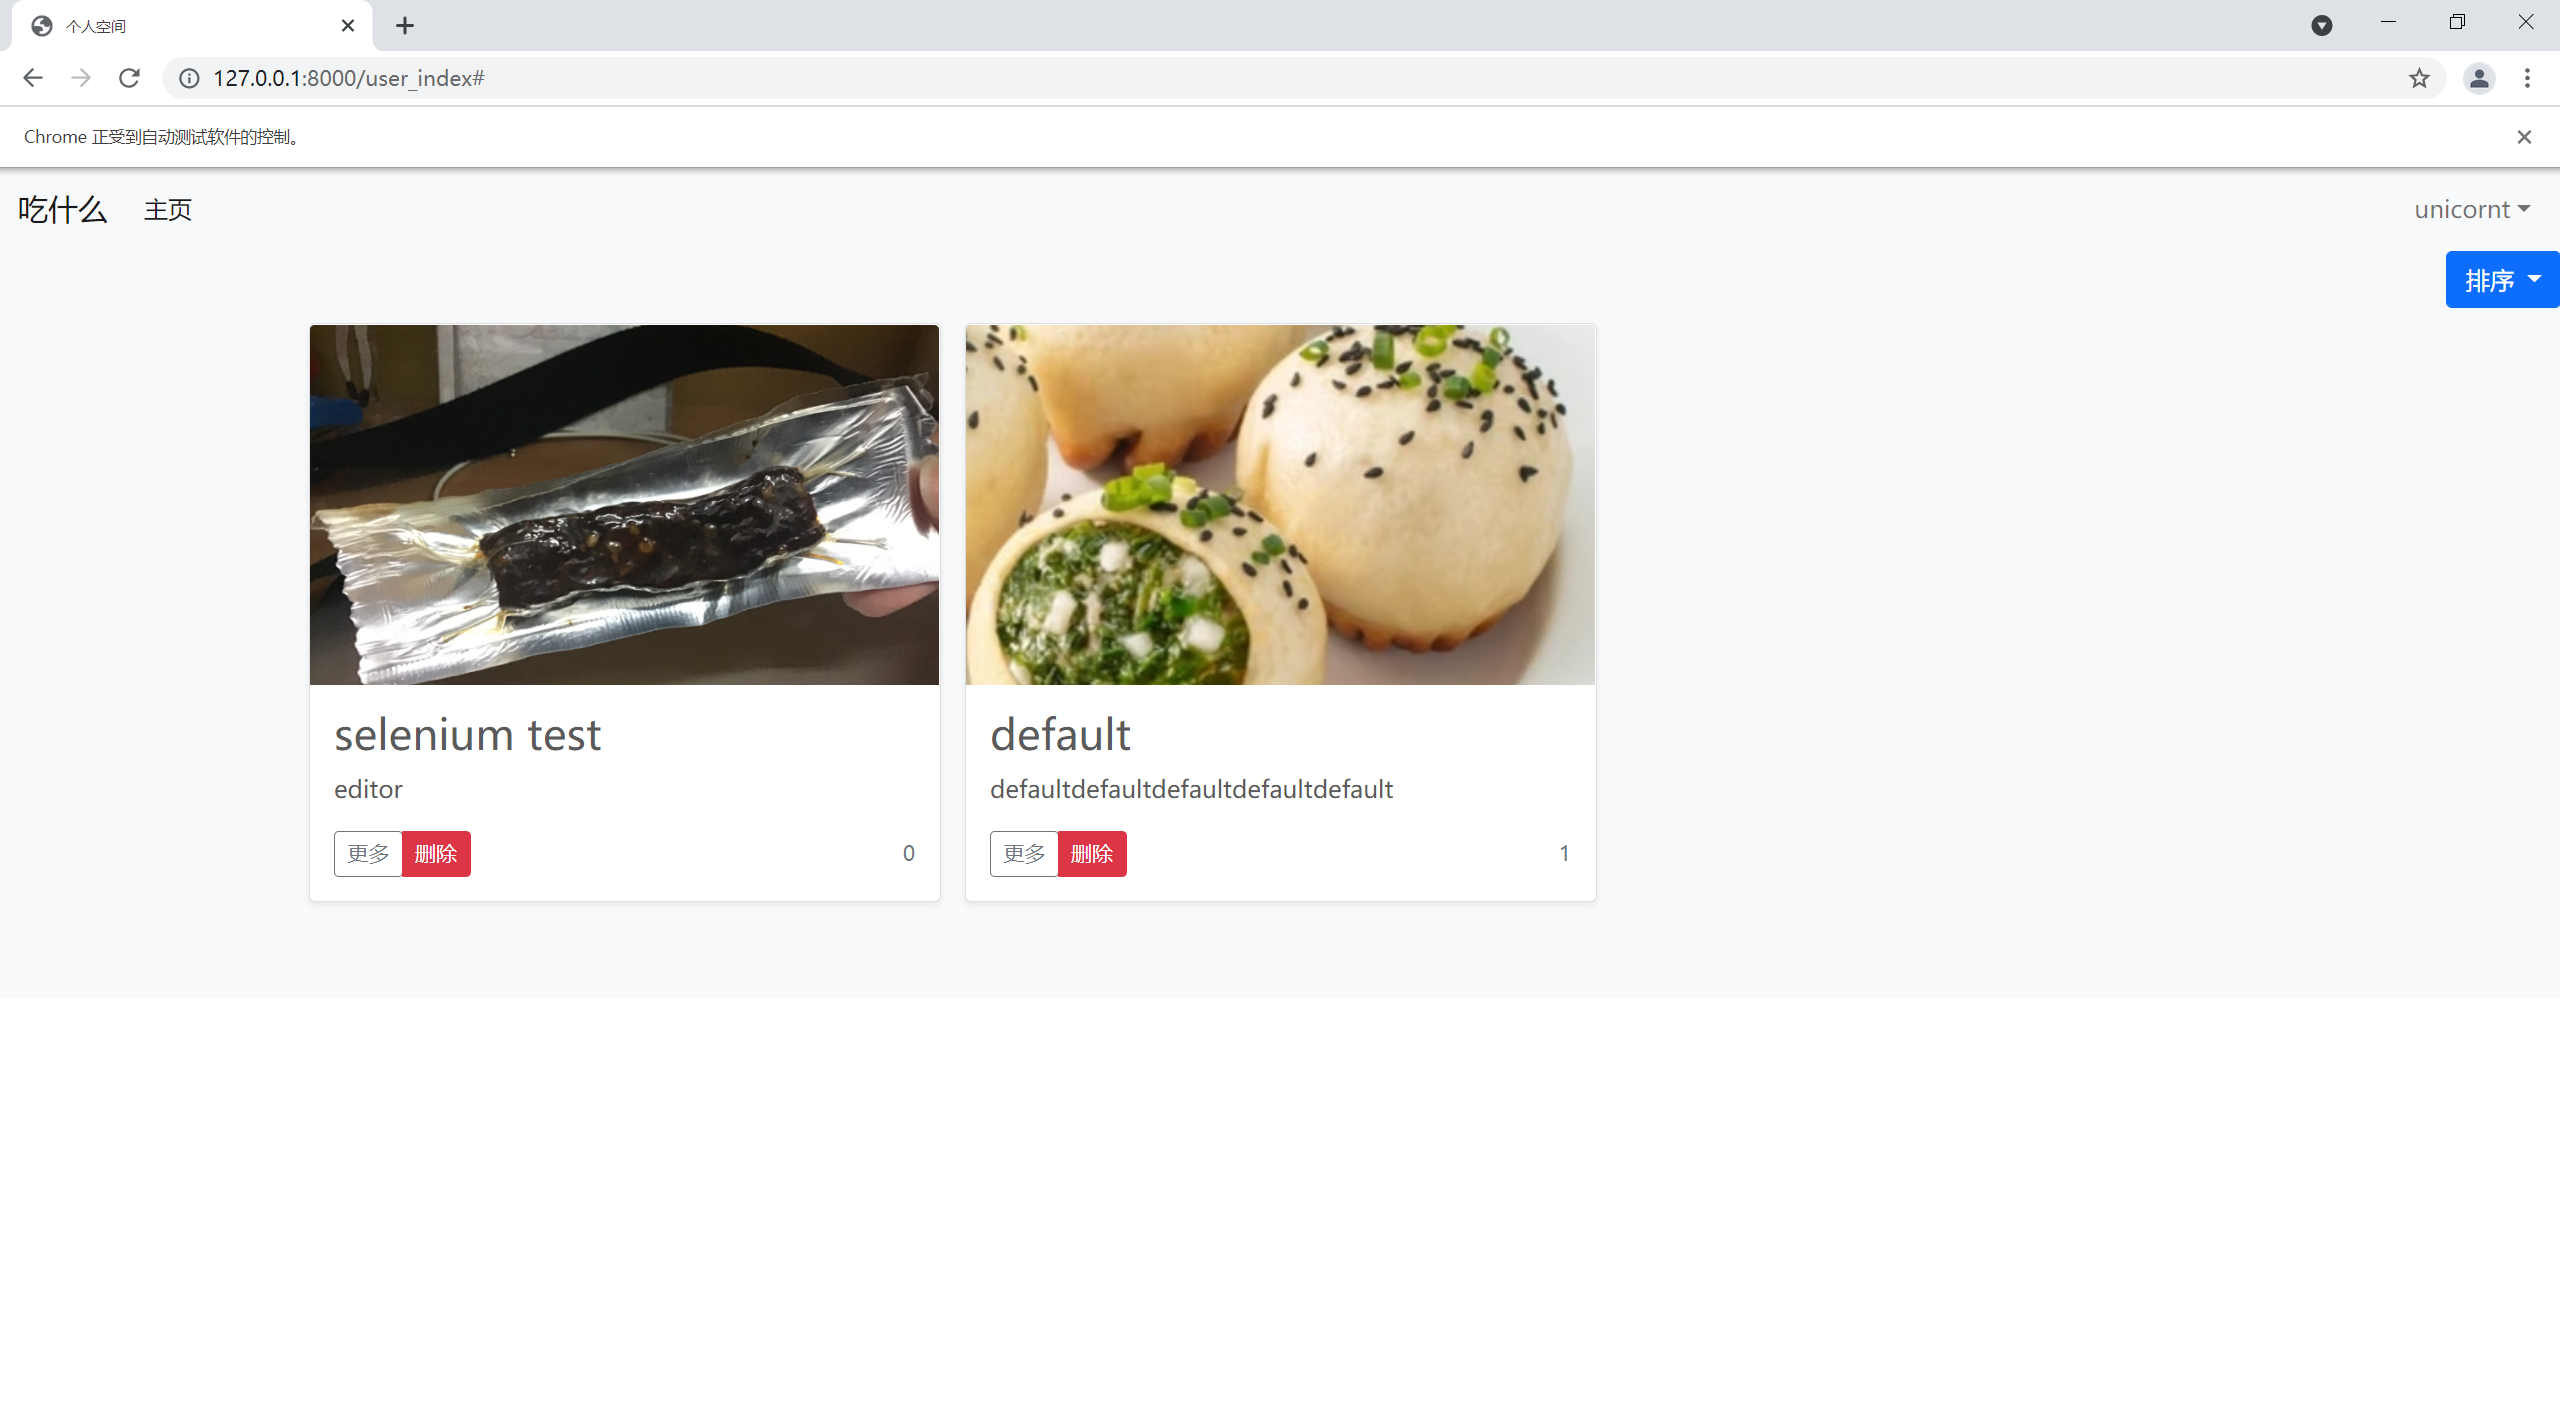 个人空间
127.0.0.1:8000/user_index#
Chrome 正受到自动测试软件的控制。
吃什么 主页 unicornt
排序
selenium test
editor
更多 删除 0
default
defaultdefaultdefaultdefaultdefault
更多 删除 1